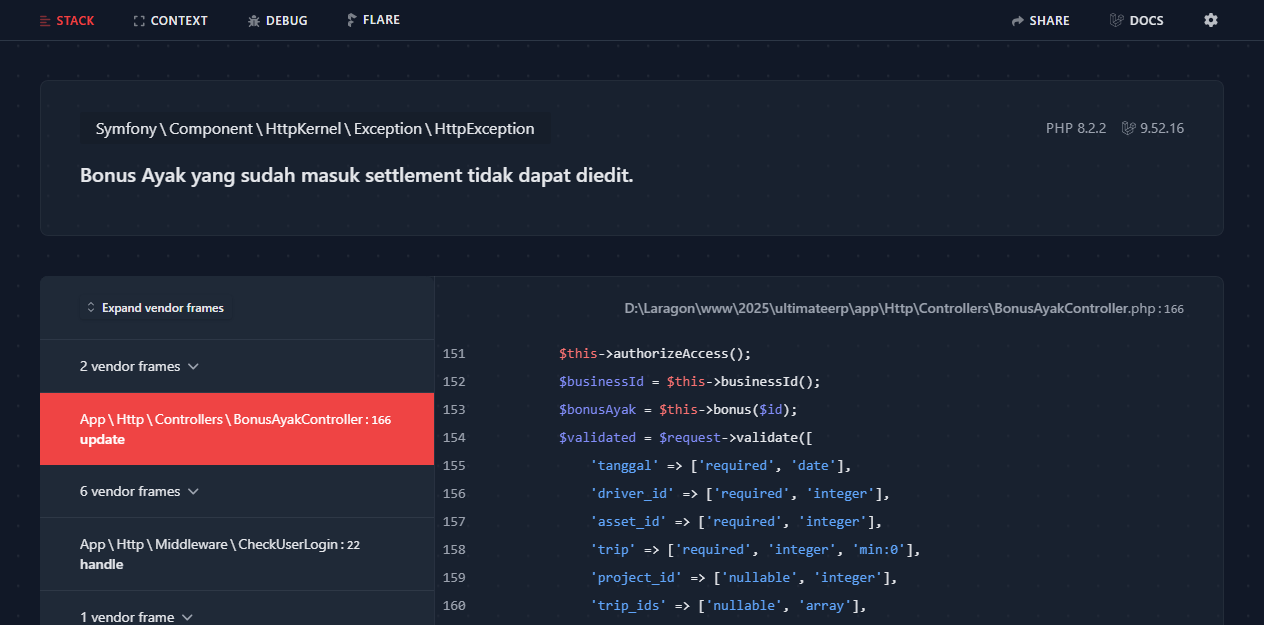 STACK CONTEXT DEBUG FLARE SHARE DOCS
Symfony \ Component \ HttpKernel \ Exception \ HttpException
PHP 8.2.2 9.52.16
Bonus Ayak yang sudah masuk settlement tidak dapat diedit.
Expand vendor frames
2 vendor frames
App \ Http \ Controllers \ BonusAyakController : 166
update
6 vendor frames
App \ Http \ Middleware \ CheckUserLogin : 22
handle
1 vendor frame
D:\Laragon\www\2025\ultimateerp\app\Http\Controllers\BonusAyakController.php : 166
151 $this->authorizeAccess();
152 $businessId = $this->businessId();
153 $bonusAyak = $this->bonus($id);
154 $validated = $request->validate([
155 'tanggal' => ['required', 'date'],
156 'driver_id' => ['required', 'integer'],
157 'asset_id' => ['required', 'integer'],
158 'trip' => ['required', 'integer', 'min:0'],
159 'project_id' => ['nullable', 'integer'],
160 'trip_ids' => ['nullable', 'array'],